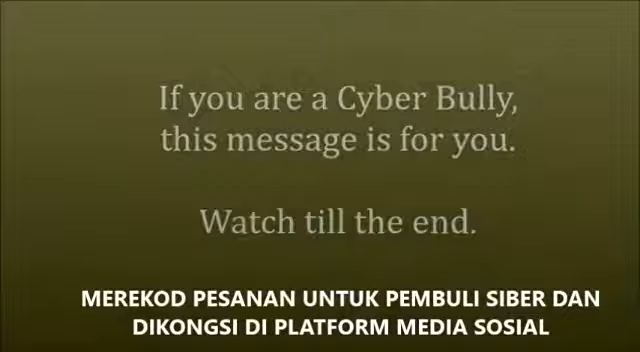 If you are a Cyber Bully,
this message is for you.
Watch till the end.
MEREKOD PESANAN UNTUK PEMBULI SIBER DAN
DIKONGSI DI PLATFORM MEDIA SOSIAL